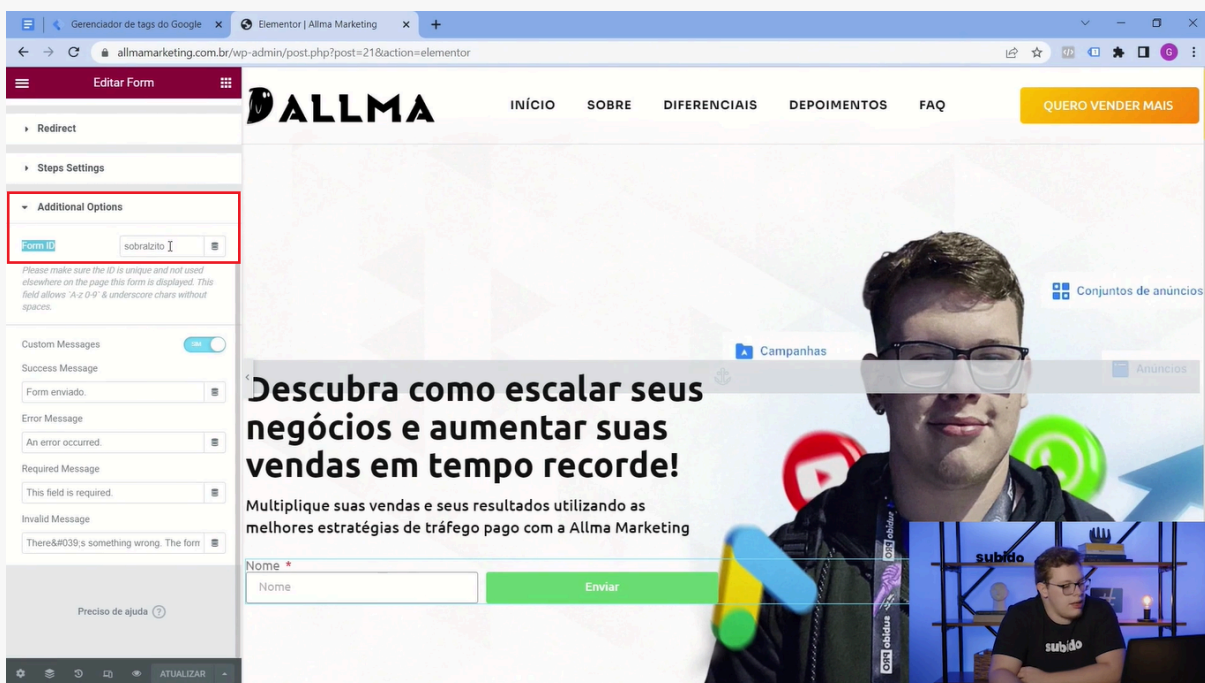 Gerenciador de tags do Google
Elementor | Allma Marketing
allmamarketing.com.br/wp-admin/post.php?post=21&action=elementor
G
Editar Form
Redirect
Steps Settings
Additional Options
Form ID
sobralzito
Please make sure the ID is unique and not used
elsewhere on the page this form is displayed. This
field allows `A-z 0-9` & underscore chars without
spaces.
Custom Messages
SIM
Success Message
Form enviado.
Error Message
An error occurred.
Required Message
This field is required.
Invalid Message
There&#039;s something wrong. The form
Preciso de ajuda
ATUALIZAR
ALLMA
INÍCIO
SOBRE
DIFERENCIAIS
DEPOIMENTOS
FAQ
QUERO VENDER MAIS
Conjuntos de anúncios
Campanhas
Anúncios
Descubra como escalar seus
negócios e aumentar suas
vendas em tempo recorde!
Multiplique suas vendas e seus resultados utilizando as
melhores estratégias de tráfego pago com a Allma Marketing
Nome *
Nome
Enviar
subido PRO
subido PRO
subido
subido